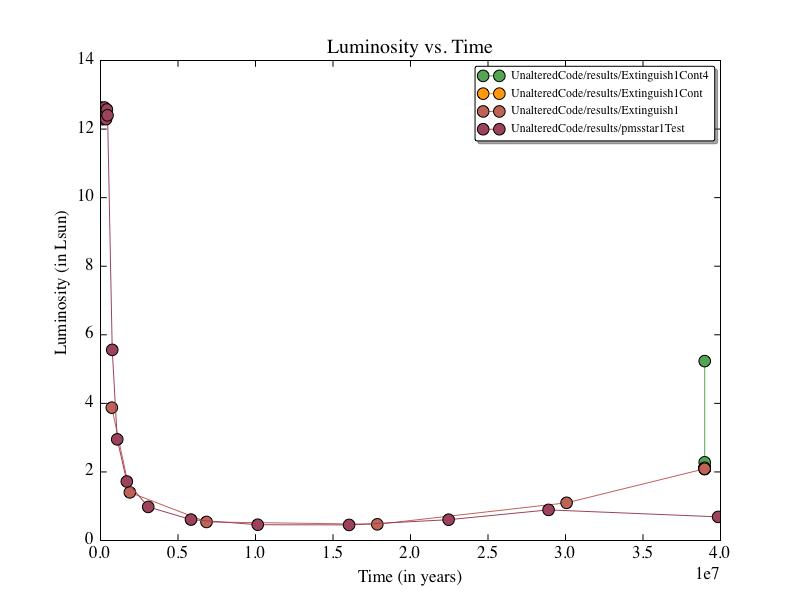 Luminosity vs. Time
14
12
10
8
6
4
2
0
Luminosity (in Lsun)
UnalteredCode/results/Extinguish1Cont4
UnalteredCode/results/Extinguish1Cont
UnalteredCode/results/Extinguish1
UnalteredCode/results/pmsstar1Test
0.0 0.5 1.0 1.5 2.0 2.5 3.0 3.5 4.0
1e7
Time (in years)